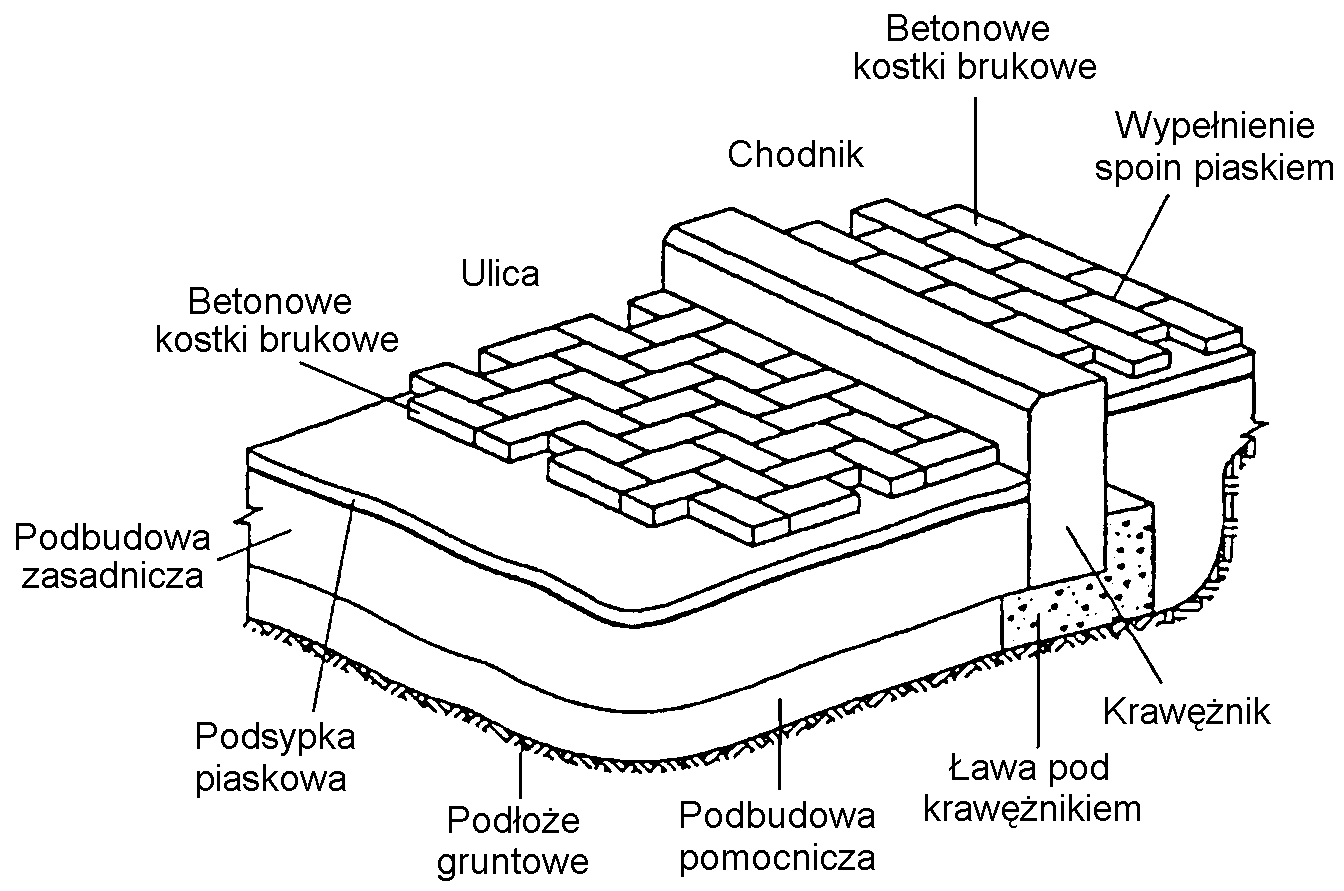 Betonowe
kostki brukowe
Wypełnienie
spoin piaskiem
Chodnik
Ulica
Betonowe
kostki brukowe
Podbudowa
zasadnicza
Podsypka
piaskowa
Podłoże
gruntowe
Podbudowa
pomocnicza
Ława pod
krawężnikiem
Krawężnik